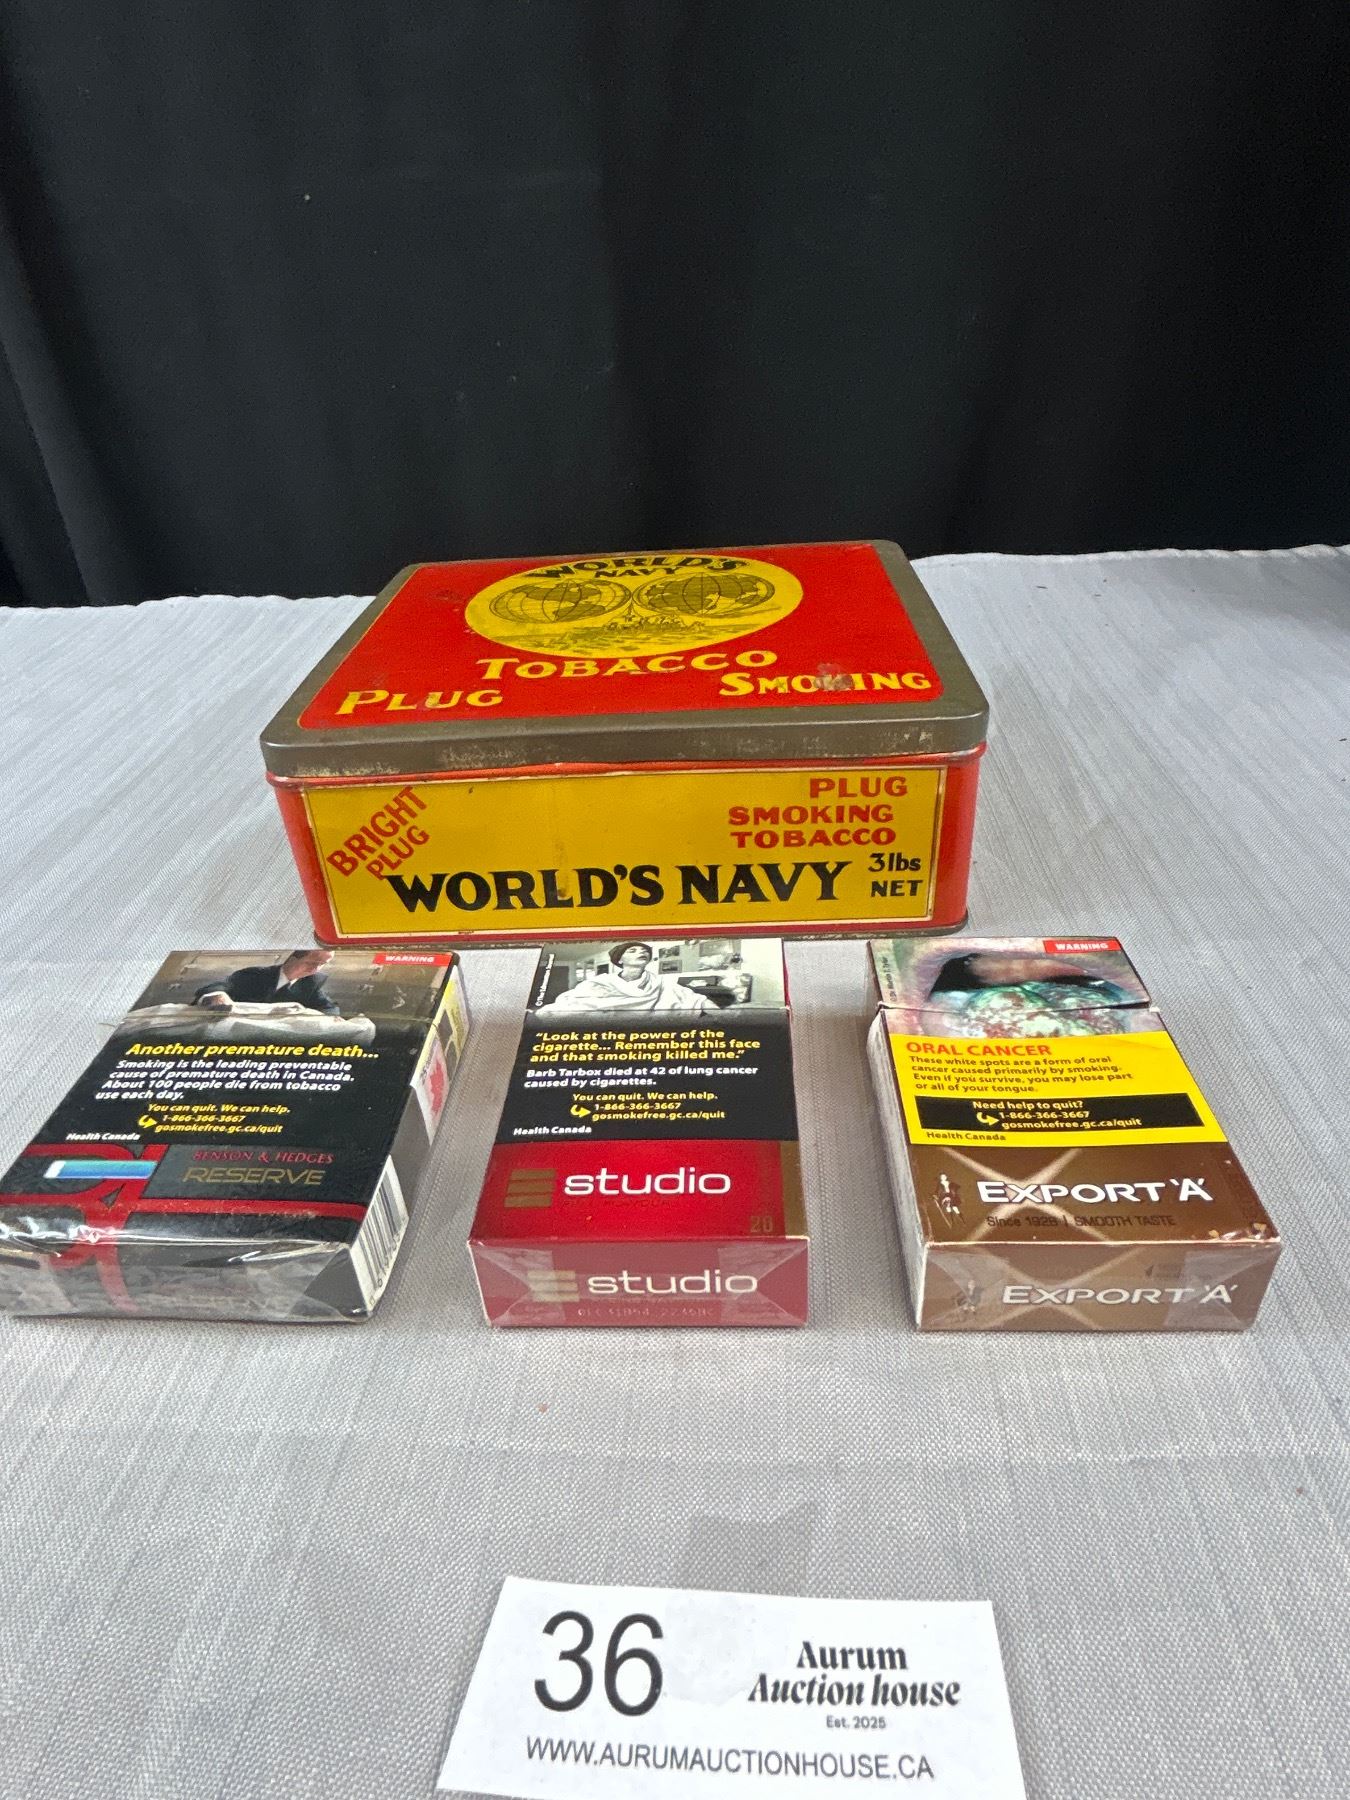 WORLD'S
NAVY
TOBACCO
PLUG SMOKING
BRIGHT
PLUG
PLUG
SMOKING
TOBACCO
WORLD'S NAVY
3lbs
NET
WARNING
Another premature death...
Smoking is the leading preventable
cause of premature death in Canada.
About 100 people die from tobacco
use each day.
You can quit. We can help.
1-866-366-3667
gosmokefree.gc.ca/quit
Health Canada
BENSON & HEDGES
RESERVE
"Look at the power of the
cigarette... Remember this face
and that smoking killed me."
Barb Tarbox died at 42 of lung cancer
caused by cigarettes.
You can quit. We can help.
1-866-366-3667
gosmokefree.gc.ca/quit
Health Canada
studio
20
studio
WARNING
ORAL CANCER
These white spots are a form of oral
cancer caused primarily by smoking.
Even if you survive, you may lose part
or all of your tongue.
Need help to quit?
1-866-366-3667
gosmokefree.gc.ca/quit
Health Canada
EXPORT 'A'
Since 1928 | SMOOTH TASTE
EXPORT 'A'
36
Aurum
Auction house
Est. 2025
WWW.AURUMAUCTIONHOUSE.CA